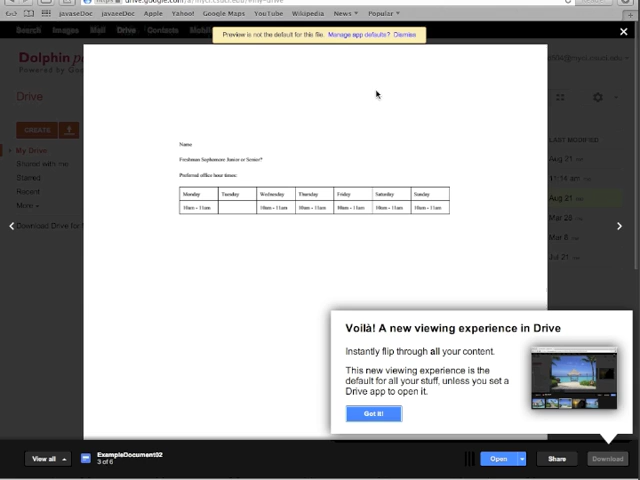 javaseDoc javaeeDoc Apple Yahoo! Google Maps YouTube Wikipedia News Popular
Search Images Mail Drive Contacts
Preview is not the default for this file. Manage app defaults? Dismiss
Dolphin
Powered by
Drive
CREATE
My Drive
Shared with me
Starred
Recent
More
Download Drive for
LAST MODIFIED
Aug 21
11:14 am
Aug 21
Mar 28
Mar 8
Jul 21
Name
Freshman Sophomore Junior or Senior?
Preferred office hour times:
Monday Tuesday Wednesday Thursday Friday Saturday Sunday
10am - 11am 10am - 11am 10am - 11am 10am - 11am 10am - 11am 10am - 11am
Voilà! A new viewing experience in Drive
Instantly flip through all your content.
This new viewing experience is the
default for all your stuff, unless you set a
Drive app to open it.
Got it!
View all
ExampleDocument92
3 of 6
Open
Share
Download